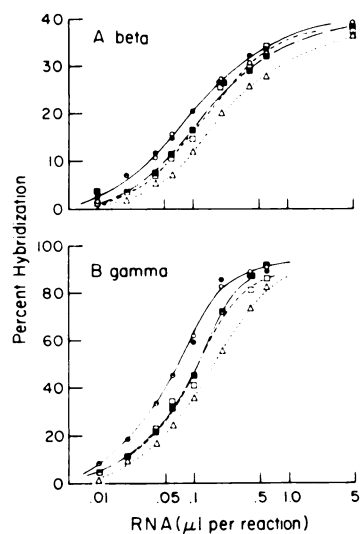 40
A beta
30
20
10
0
Percent Hybridization
100
B gamma
80
60
40
20
0
.01 .05 .1 .5 1.0 5
RNA (μl per reaction)